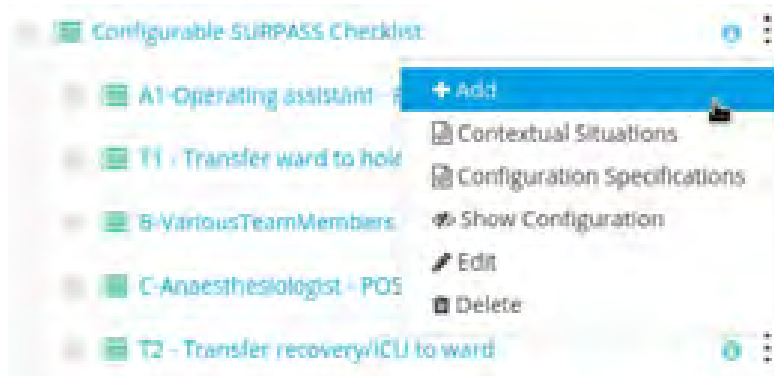 Configurable SURPASS Checklist
A1-Operating assistant -
Add
T1 - Transfer ward to hold
Contextual Situations
Configuration Specifications
B-VariousTeamMembers
Show Configuration
Edit
C-Anaesthesiologist - POS
Delete
T2 - Transfer recovery/ICU to ward